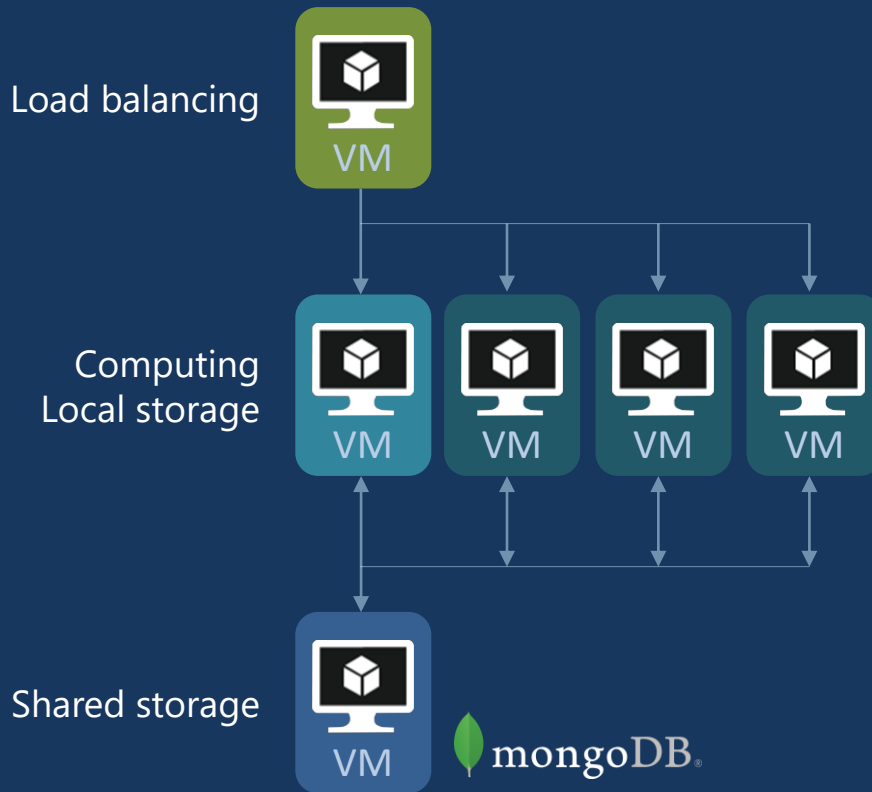 Load balancing
VM
Computing
Local storage
VM
VM
VM
VM
Shared storage
VM
mongoDB®